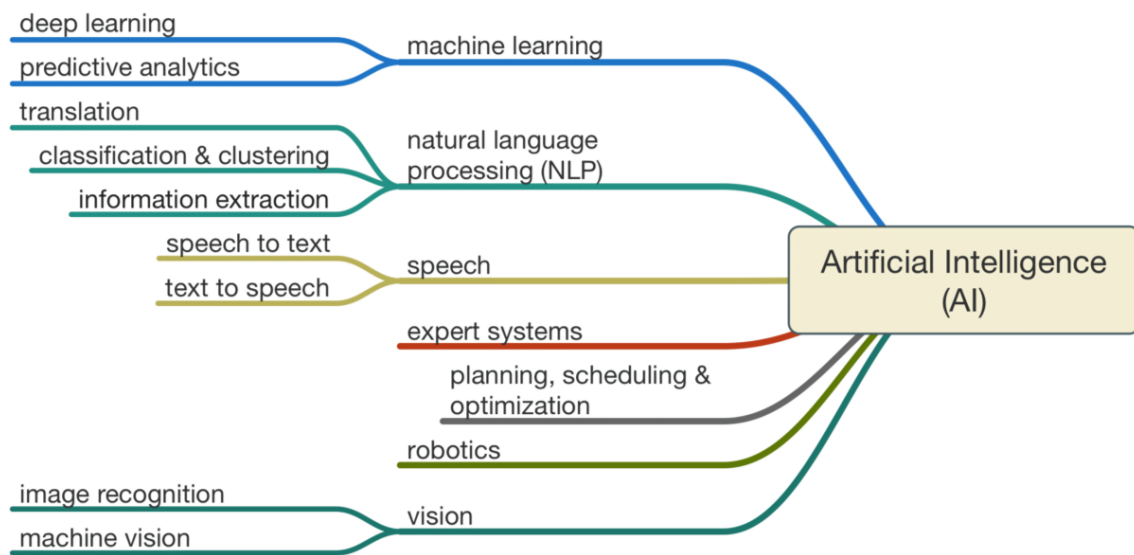 deep learning
machine learning
predictive analytics
translation
natural language
processing (NLP)
classification & clustering
information extraction
speech to text
speech
text to speech
expert systems
planning, scheduling &
optimization
robotics
image recognition
vision
machine vision
Artificial Intelligence
(AI)